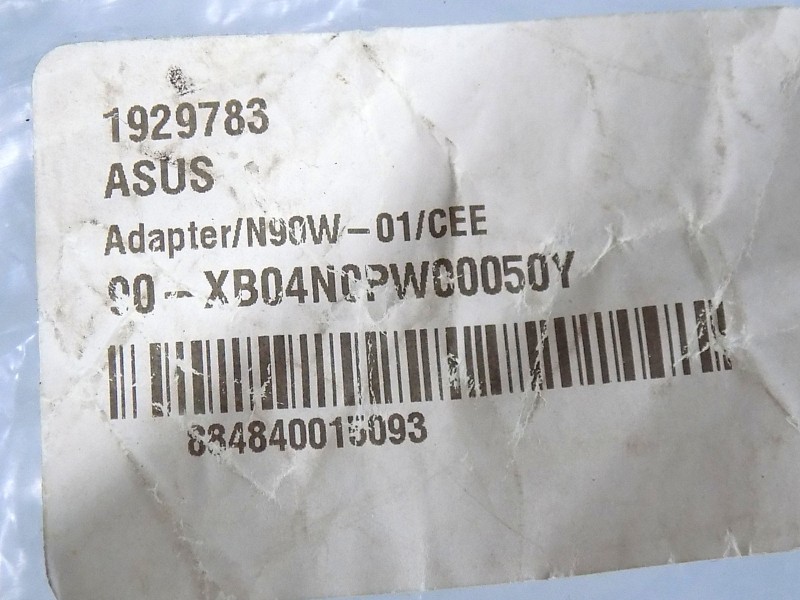 1929783
ASUS
Adapter/N90W-01/CEE
90-XB04N0PW00050Y
884840015093